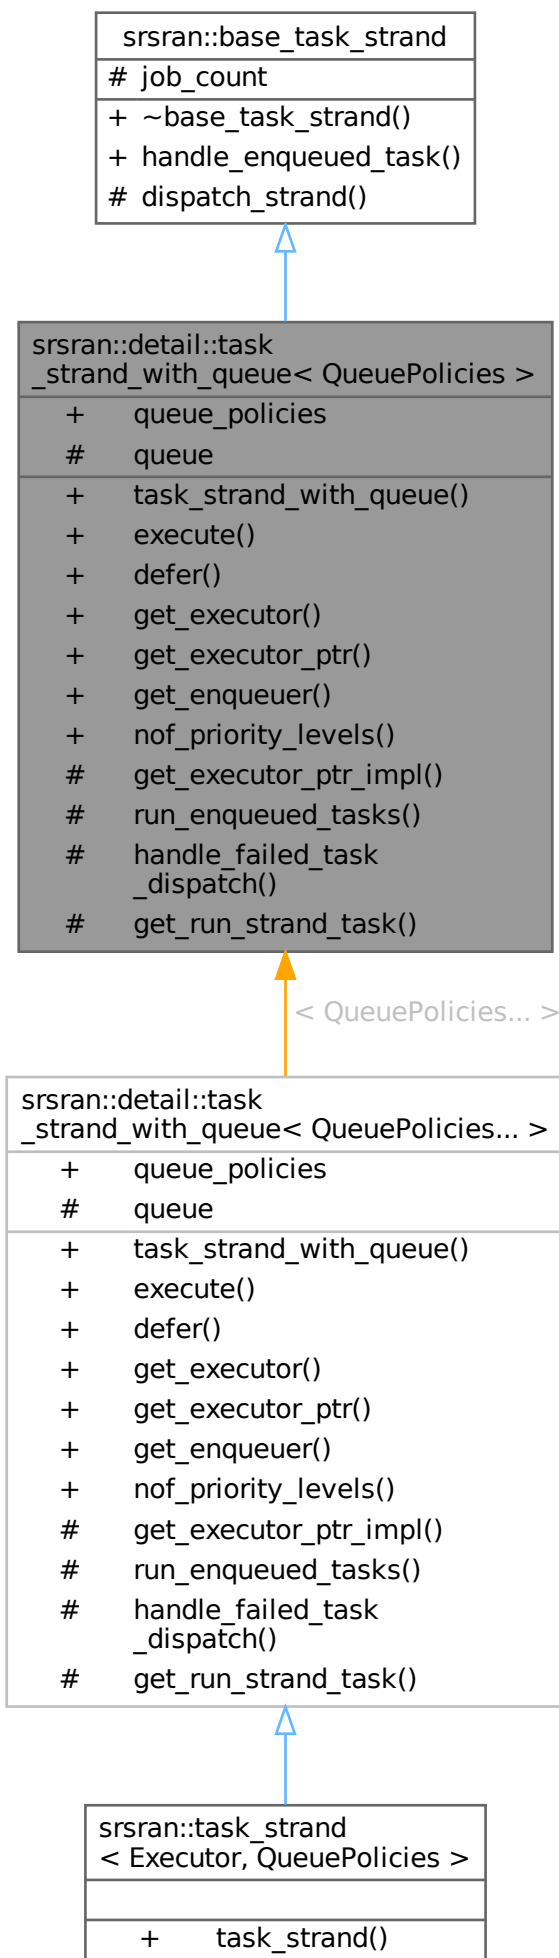 srsran::base_task_strand
# job_count
+ ~base_task_strand()
+ handle_enqueued_task()
# dispatch_strand()
srsran::detail::task
_strand_with_queue< QueuePolicies >
+ queue_policies
# queue
+ task_strand_with_queue()
+ execute()
+ defer()
+ get_executor()
+ get_executor_ptr()
+ get_enqueuer()
+ nof_priority_levels()
# get_executor_ptr_impl()
# run_enqueued_tasks()
# handle_failed_task
_dispatch()
# get_run_strand_task()
< QueuePolicies... >
srsran::detail::task
_strand_with_queue< QueuePolicies... >
+ queue_policies
# queue
+ task_strand_with_queue()
+ execute()
+ defer()
+ get_executor()
+ get_executor_ptr()
+ get_enqueuer()
+ nof_priority_levels()
# get_executor_ptr_impl()
# run_enqueued_tasks()
# handle_failed_task
_dispatch()
# get_run_strand_task()
srsran::task_strand
< Executor, QueuePolicies >
+ task_strand()